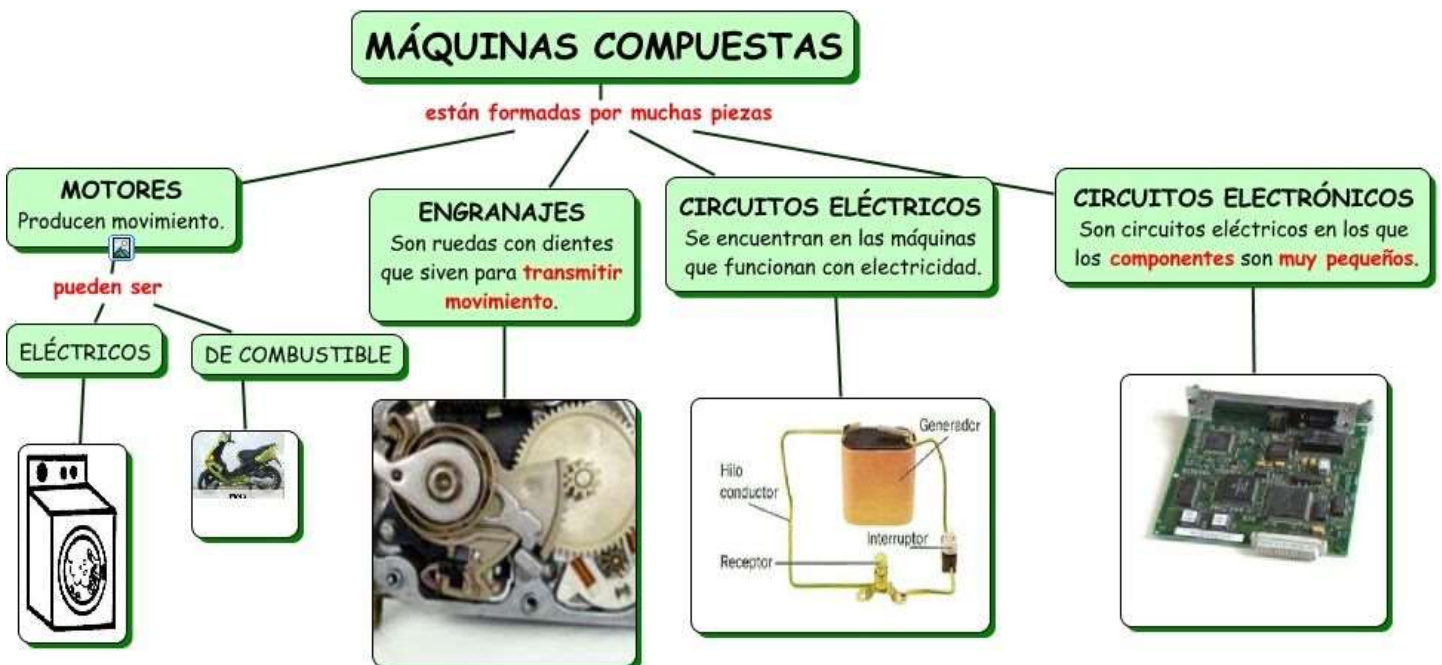 MÁQUINAS COMPUESTAS
están formadas por muchas piezas
MOTORES
Producen movimiento.
pueden ser
ELÉCTRICOS
DE COMBUSTIBLE
ENGRANAJES
Son ruedas con dientes
que siven para transmitir
movimiento.
CIRCUITOS ELÉCTRICOS
Se encuentran en las máquinas
que funcionan con electricidad.
Generador
Hilo
conductor
Interruptor
Receptor
CIRCUITOS ELECTRÓNICOS
Son circuitos eléctricos en los que
los componentes son muy pequeños.